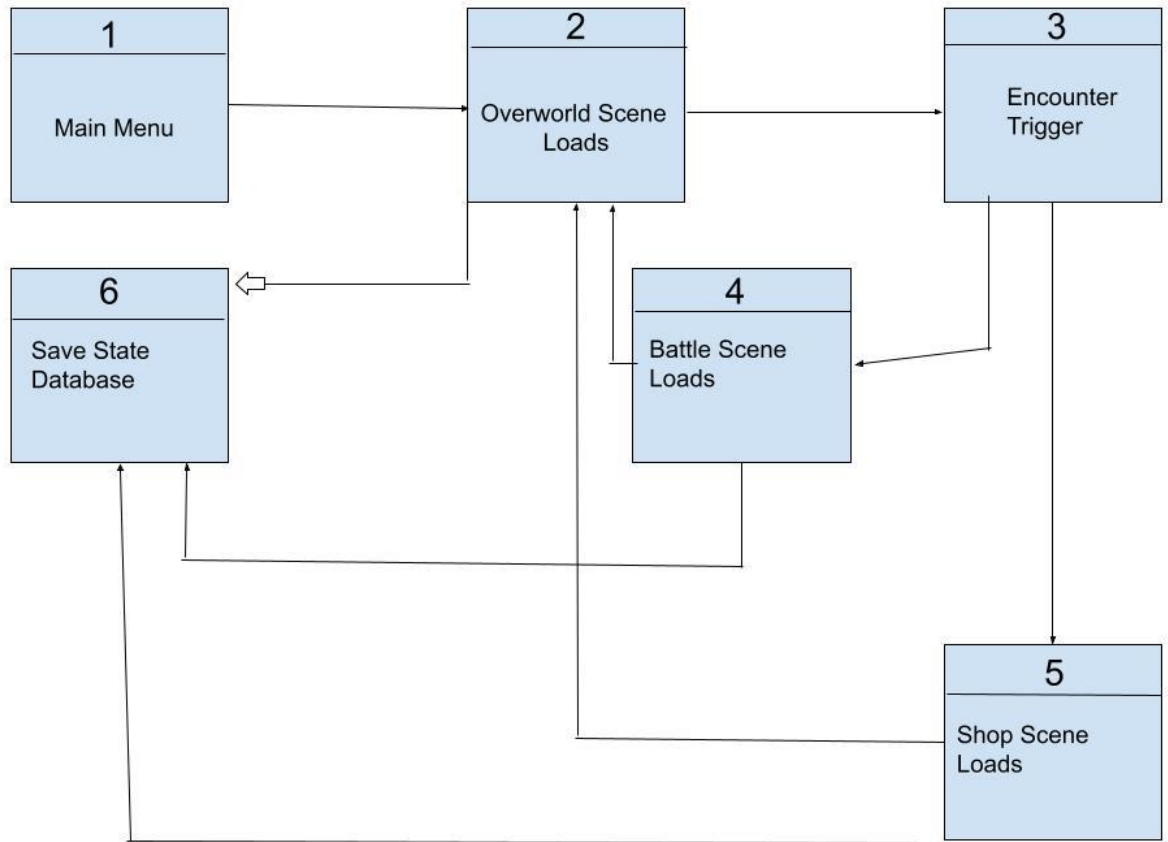 1
Main Menu
2
Overworld Scene
Loads
3
Encounter
Trigger
6
Save State
Database
4
Battle Scene
Loads
5
Shop Scene
Loads